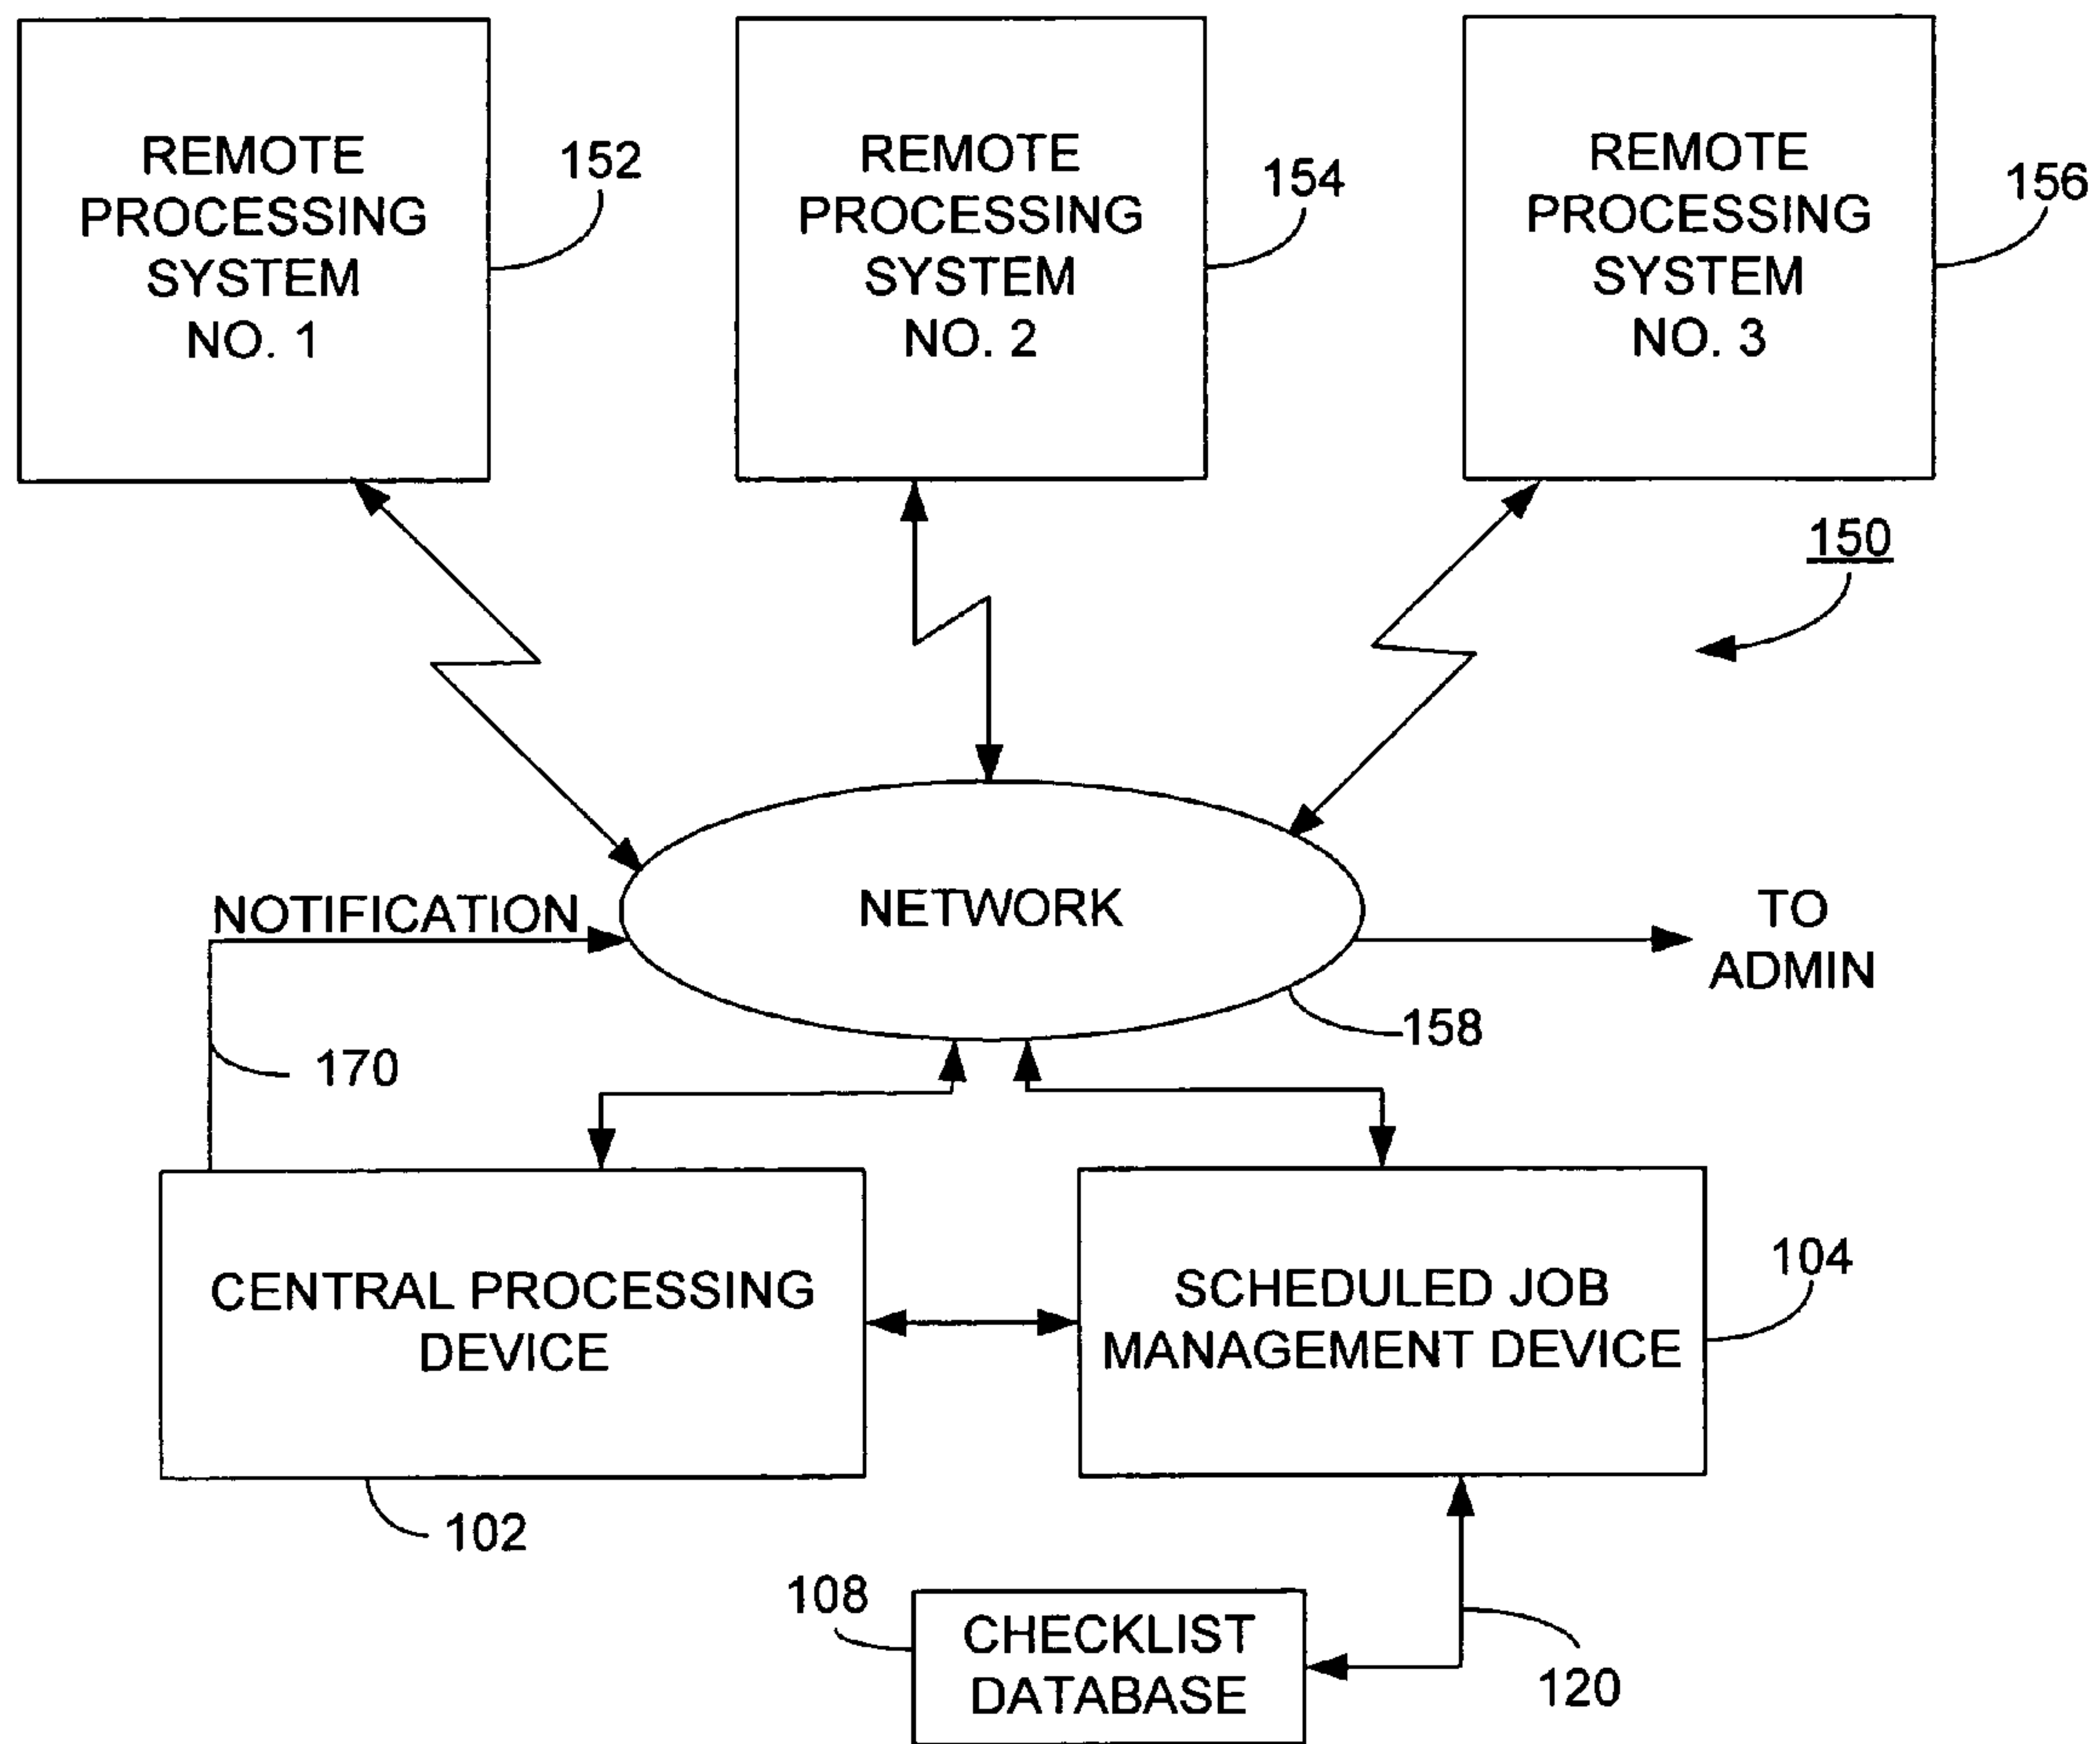 REMOTE
PROCESSING
SYSTEM
NO. 1
152
REMOTE
PROCESSING
SYSTEM
NO. 2
154
REMOTE
PROCESSING
SYSTEM
NO. 3
156
150
NOTIFICATION
NETWORK
TO
ADMIN
158
170
CENTRAL PROCESSING
DEVICE
102
SCHEDULED JOB
MANAGEMENT DEVICE
104
108
CHECKLIST
DATABASE
120